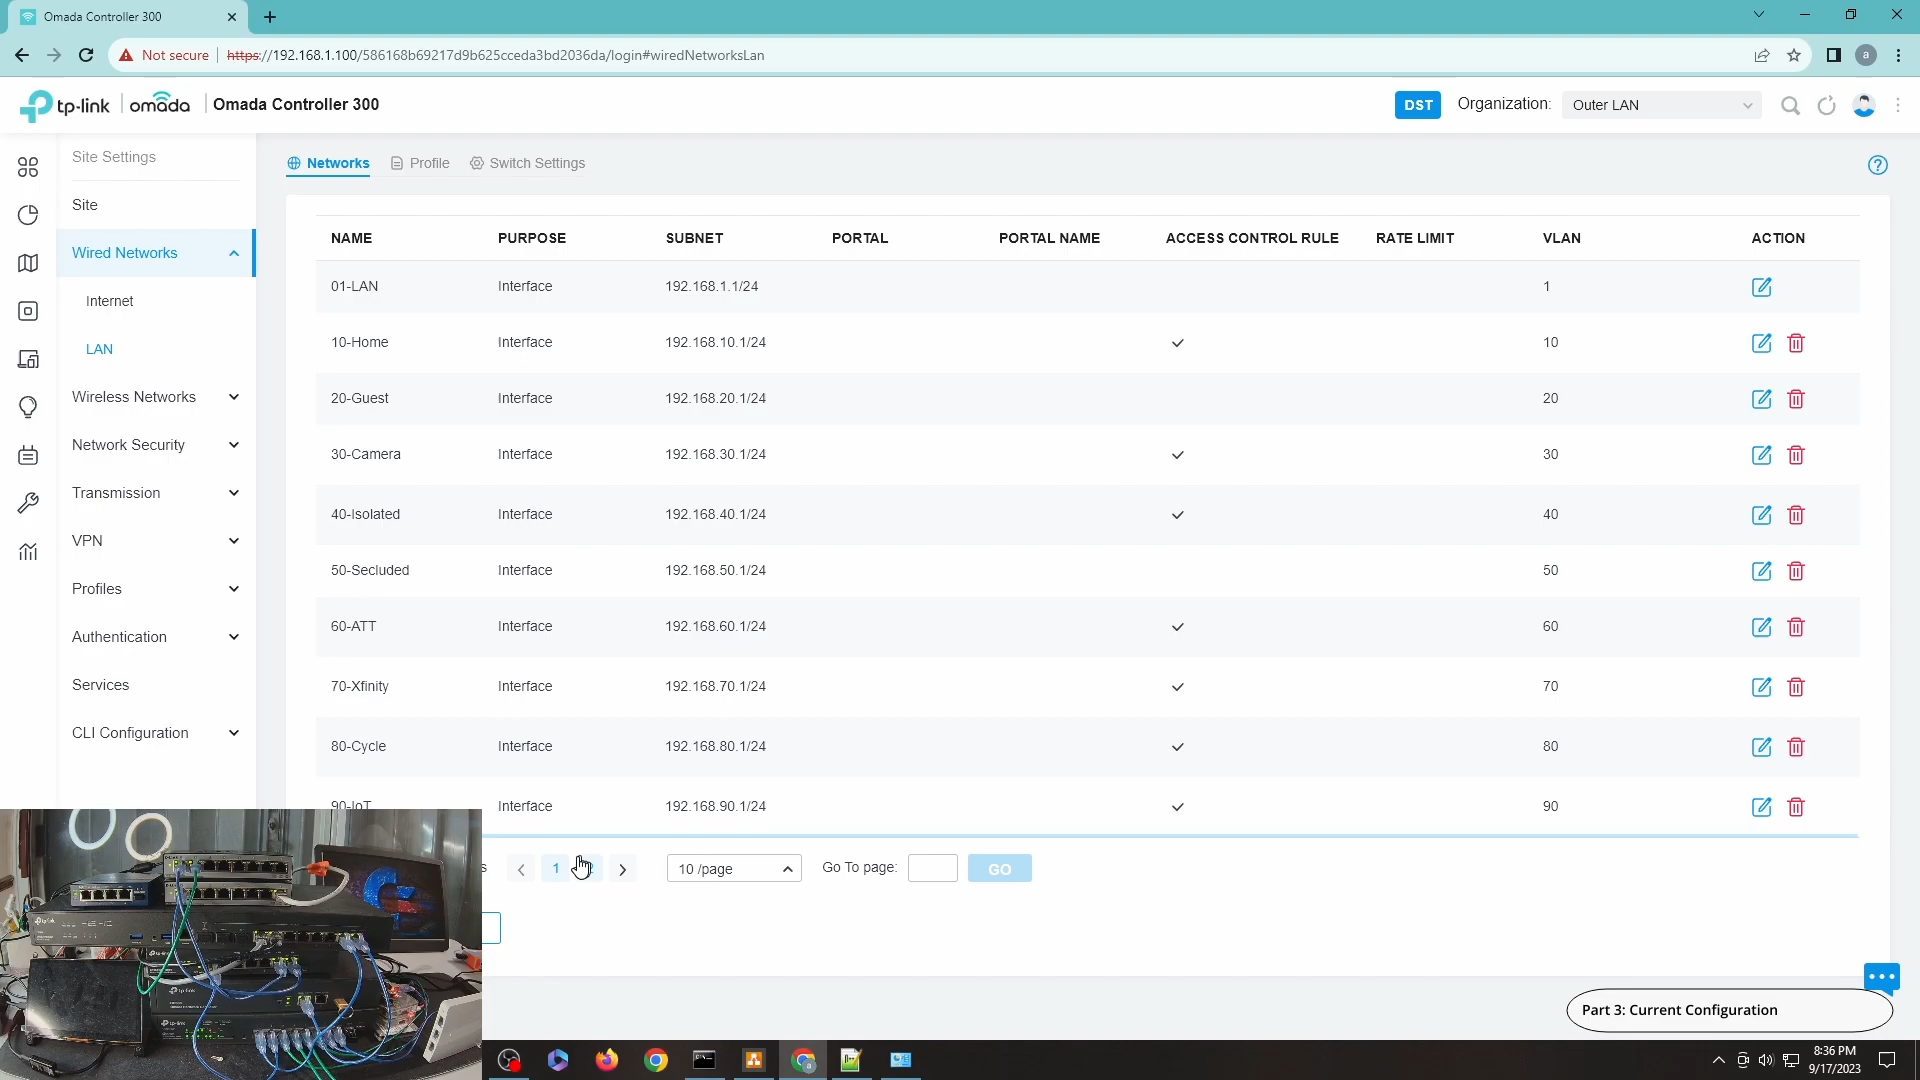 Omada Controller 300
Not secure https://192.168.1.100/586168b69217d9b625cceda3bd2036da/login#wiredNetworksLan a
tp-link omada Omada Controller 300 DST Organization: Outer LAN
Site Settings
Site
Wired Networks
Internet
LAN
Wireless Networks
Network Security
Transmission
VPN
Profiles
Authentication
Services
CLI Configuration
Networks Profile Switch Settings
NAME PURPOSE SUBNET PORTAL PORTAL NAME ACCESS CONTROL RULE RATE LIMIT VLAN ACTION
01-LAN Interface 192.168.1.1/24 1
10-Home Interface 192.168.10.1/24 10
20-Guest Interface 192.168.20.1/24 20
30-Camera Interface 192.168.30.1/24 30
40-Isolated Interface 192.168.40.1/24 40
50-Secluded Interface 192.168.50.1/24 50
60-ATT Interface 192.168.60.1/24 60
70-Xfinity Interface 192.168.70.1/24 70
80-Cycle Interface 192.168.80.1/24 80
90-IoT Interface 192.168.90.1/24 90
1 2 10 /page Go To page: GO
tp-link
tp-link
tp-link
Part 3: Current Configuration
8:36 PM
9/17/2023